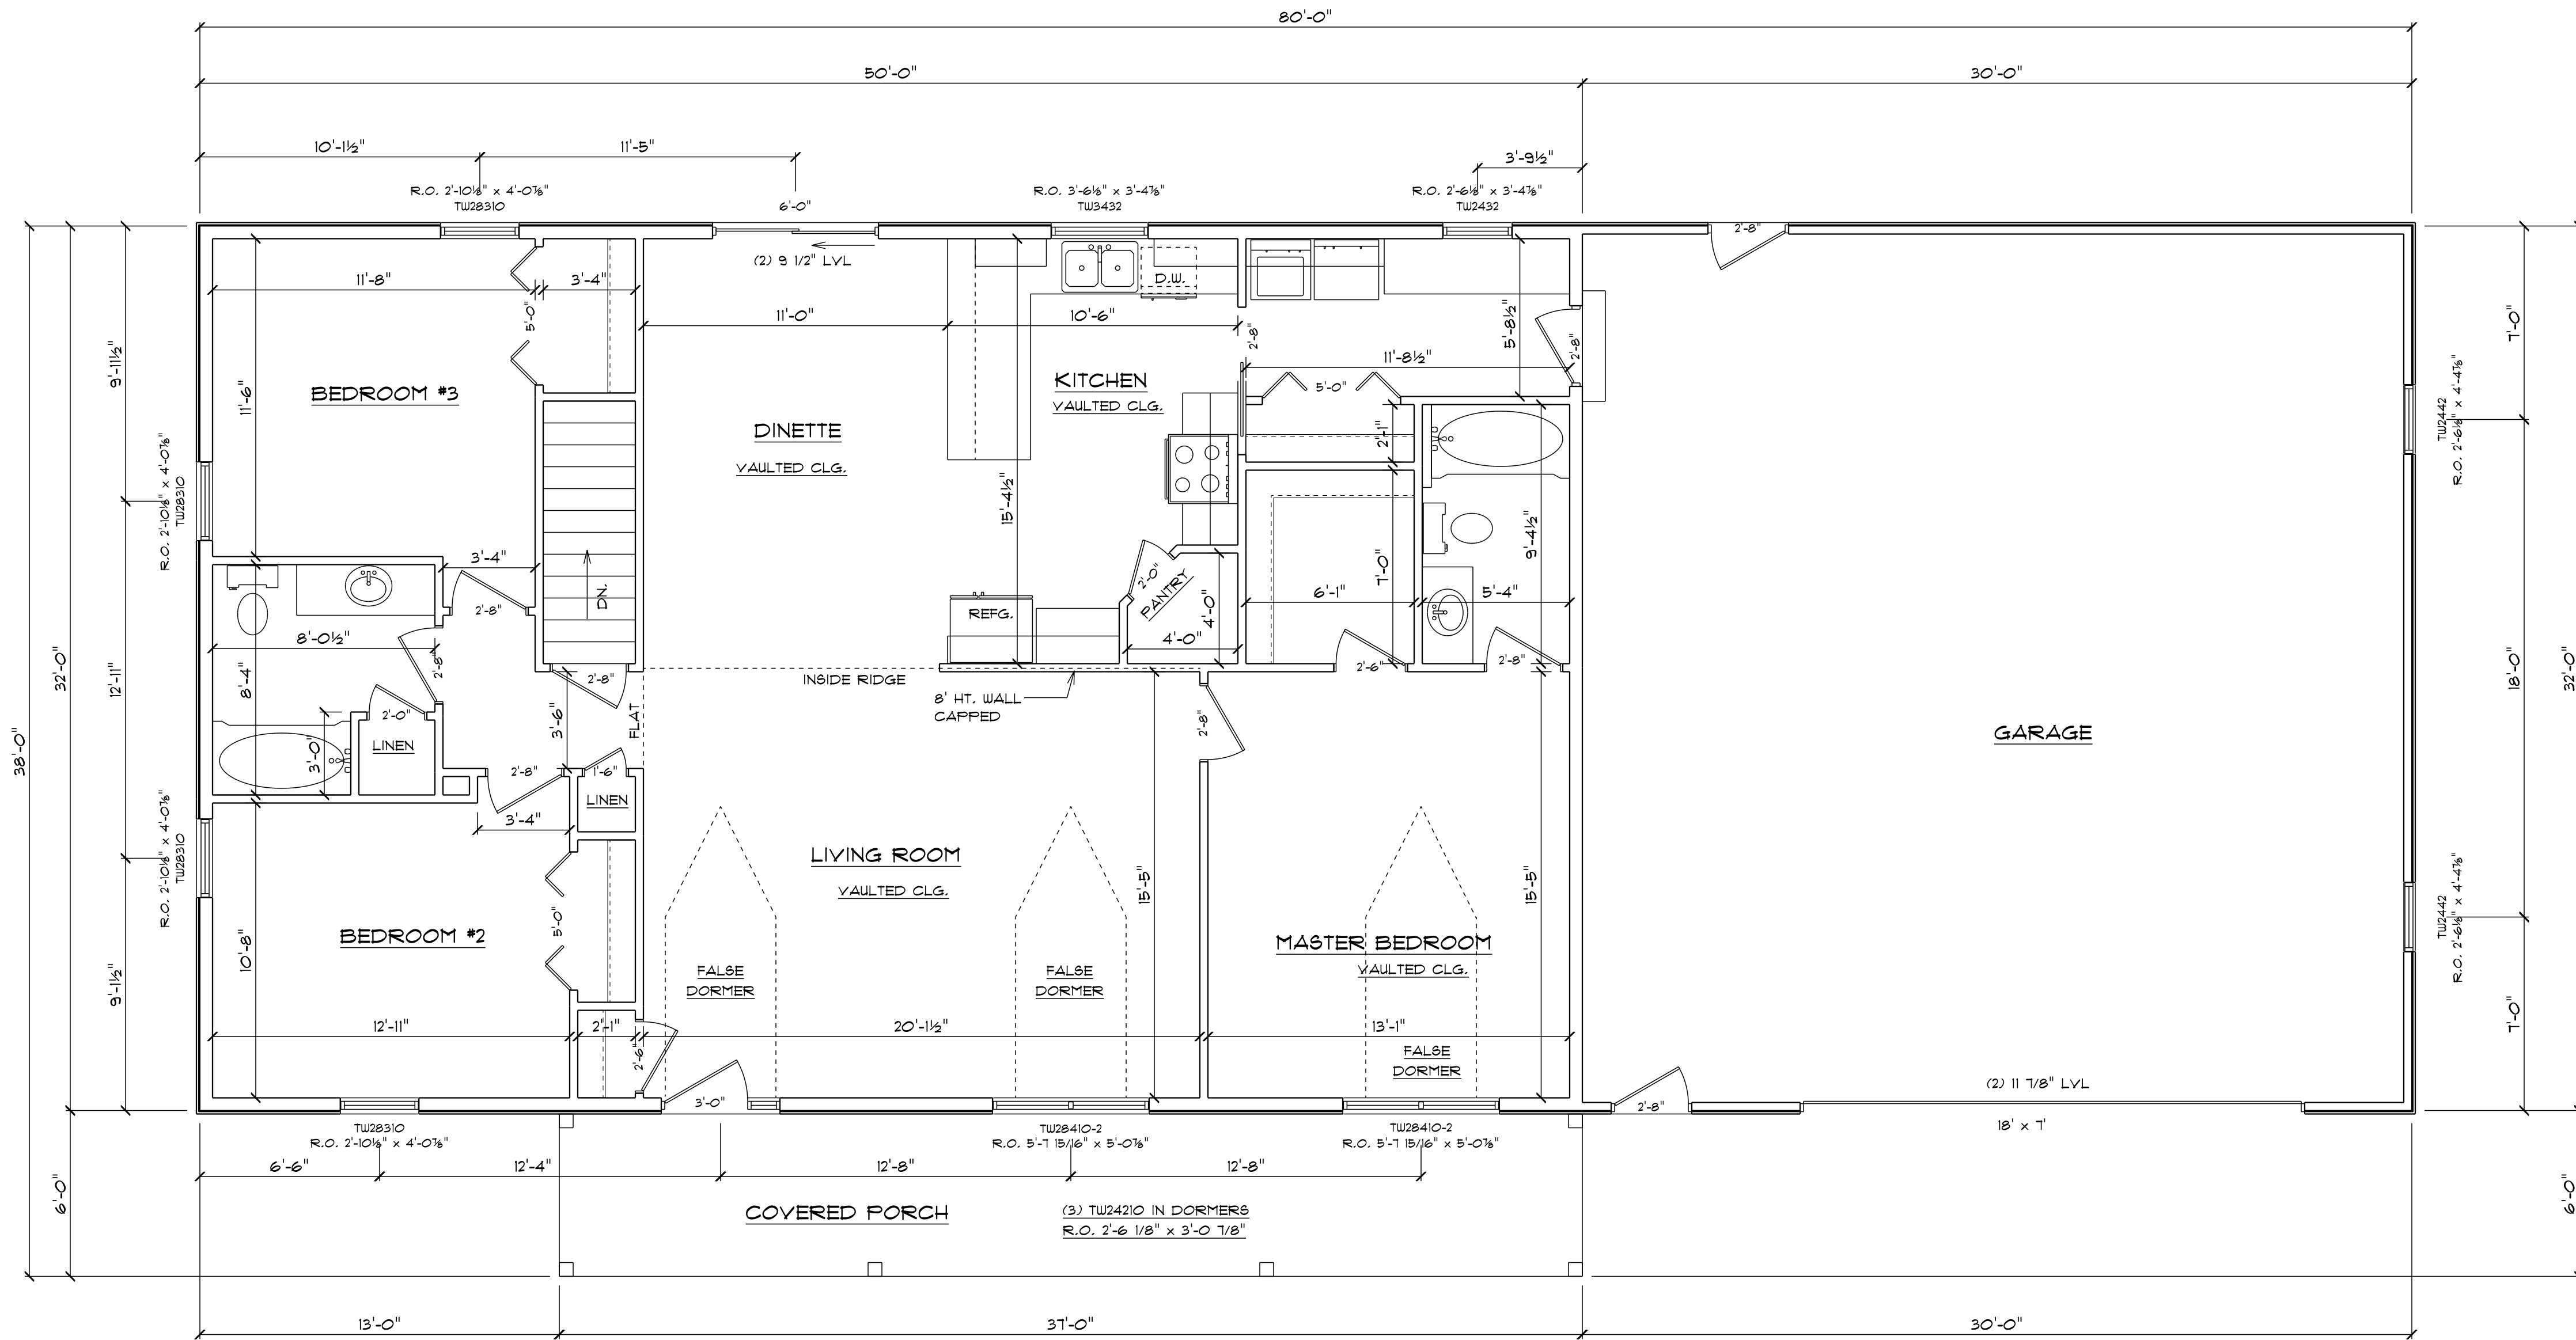 80'-0"
50'-0"
30'-0"
10'-1½"
11'-5"
3'-9½"
R.O. 2'-10⅛" x 4'-0⅞"
TW28310
6'-0"
R.O. 3'-6⅛" x 3'-4⅞"
TW3432
R.O. 2'-6⅛" x 3'-4⅞"
TW2432
2'-8"
(2) 9 1/2" LVL
D.W.
11'-8"
3'-4"
5'-0"
11'-0"
10'-6"
2'-8"
5'-8½"
2'-8"
11'-8½"
7'-0"
9'-11½"
BEDROOM #3
11'-6"
KITCHEN
VAULTED CLG.
5'-0"
DINETTE
VAULTED CLG.
2'-1"
TW2442
R.O. 2'-6⅛" x 4'-4⅞"
R.O. 2'-10⅛" x 4'-0⅞"
TW28310
15'-4½"
9'-4½"
3'-4"
2'-8"
DN.
2'-0"
PANTRY
7'-0"
6'-1"
5'-4"
REFG.
4'-0"
4'-0"
8'-0½"
2'-8"
32'-0"
12'-11"
8'-4"
2'-8"
INSIDE RIDGE
2'-6"
2'-8"
18'-0"
32'-0"
8' HT. WALL
CAPPED
2'-0"
3'-6"
FLAT
2'-8"
GARAGE
38'-0"
LINEN
3'-0"
2'-8"
1'-6"
LINEN
3'-4"
R.O. 2'-10⅛" x 4'-0⅞"
TW28310
LIVING ROOM
VAULTED CLG.
15'-5"
15'-5"
TW2442
R.O. 2'-6⅛" x 4'-4⅞"
BEDROOM #2
10'-8"
5'-0"
MASTER BEDROOM
VAULTED CLG.
FALSE
DORMER
FALSE
DORMER
9'-1½"
7'-0"
12'-11"
2'-1"
20'-1½"
13'-1"
2'-6"
FALSE
DORMER
3'-0"
2'-8"
(2) 11 7/8" LVL
18' x 7'
TW28310
R.O. 2'-10⅛" x 4'-0⅞"
TW28410-2
R.O. 5'-7 15/16" x 5'-0⅞"
TW28410-2
R.O. 5'-7 15/16" x 5'-0⅞"
6'-6"
12'-4"
12'-8"
12'-8"
6'-0"
6'-0"
COVERED PORCH
(3) TW24210 IN DORMERS
R.O. 2'-6 1/8" x 3'-0 7/8"
13'-0"
37'-0"
30'-0"